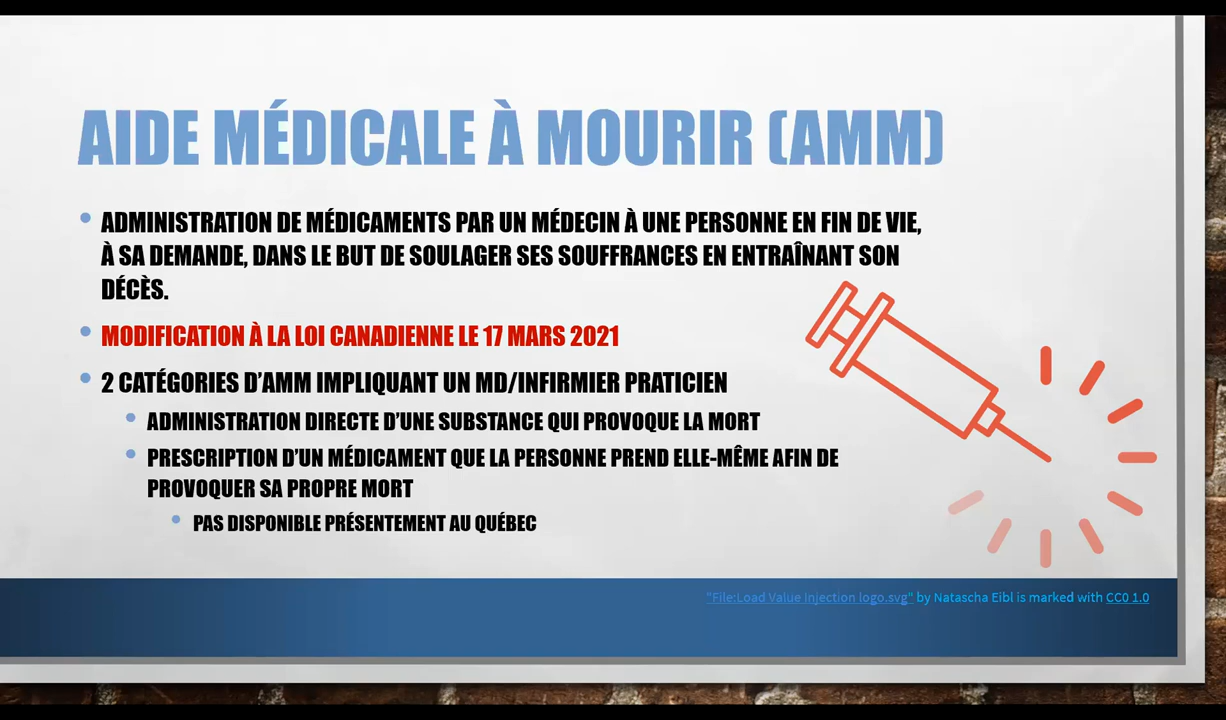 AIDE MÉDICALE À MOURIR (AMM)
• ADMINISTRATION DE MÉDICAMENTS PAR UN MÉDECIN À UNE PERSONNE EN FIN DE VIE,
À SA DEMANDE, DANS LE BUT DE SOULAGER SES SOUFFRANCES EN ENTRAÎNANT SON
DÉCÈS.
• MODIFICATION À LA LOI CANADIENNE LE 17 MARS 2021
• 2 CATÉGORIES D'AMM IMPLIQUANT UN MD/INFIRMIER PRATICIEN
• ADMINISTRATION DIRECTE D'UNE SUBSTANCE QUI PROVOQUE LA MORT
• PRESCRIPTION D'UN MÉDICAMENT QUE LA PERSONNE PREND ELLE-MÊME AFIN DE
PROVOQUER SA PROPRE MORT
• PAS DISPONIBLE PRÉSENTEMENT AU QUÉBEC
"File:Load Value Injection logo.svg" by Natascha Eibl is marked with CC0 1.0